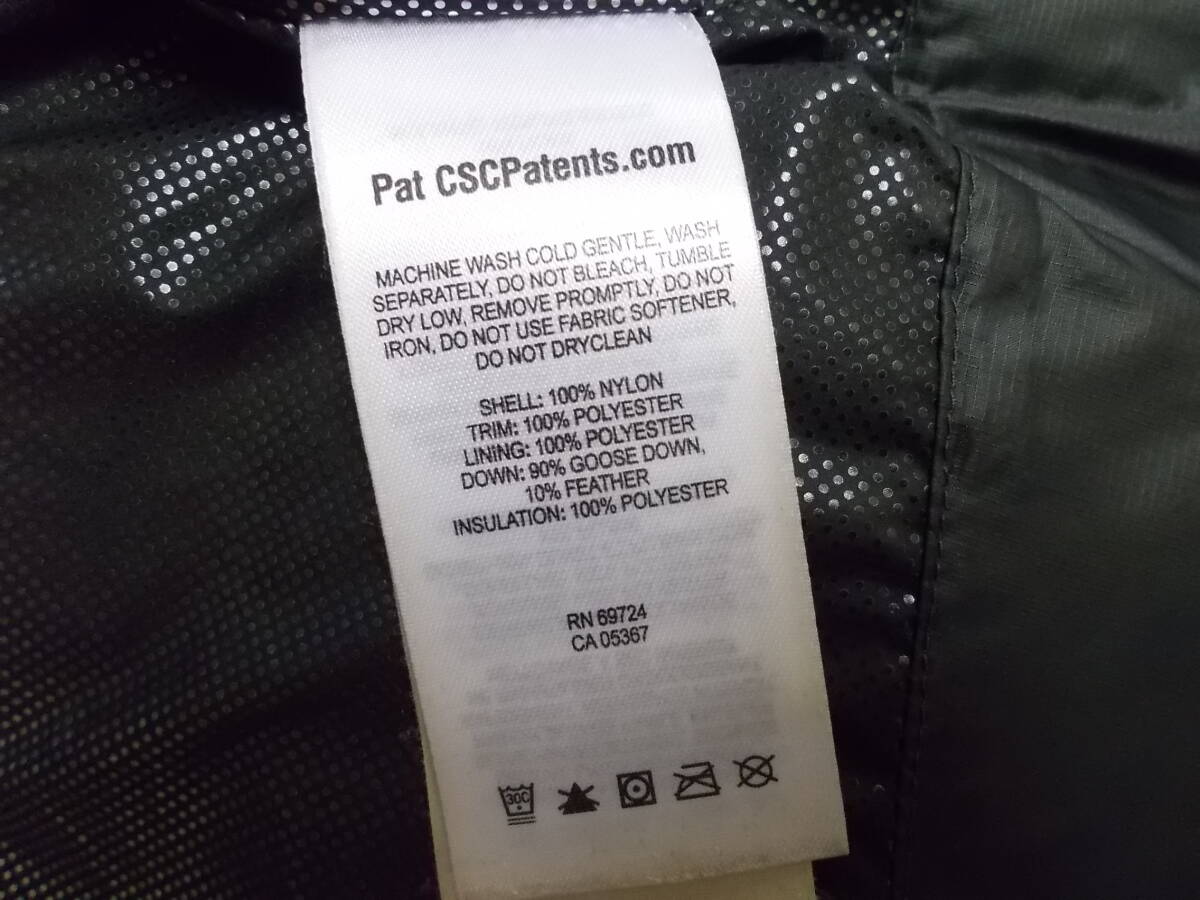 Pat CSCPatents.com
MACHINE WASH COLD GENTLE, WASH
SEPARATELY, DO NOT BLEACH, TUMBLE
DRY LOW, REMOVE PROMPTLY, DO NOT
IRON, DO NOT USE FABRIC SOFTENER,
DO NOT DRYCLEAN
SHELL: 100% NYLON
TRIM: 100% POLYESTER
LINING: 100% POLYESTER
DOWN: 90% GOOSE DOWN,
10% FEATHER
INSULATION: 100% POLYESTER
RN 69724
CA 05367
30C